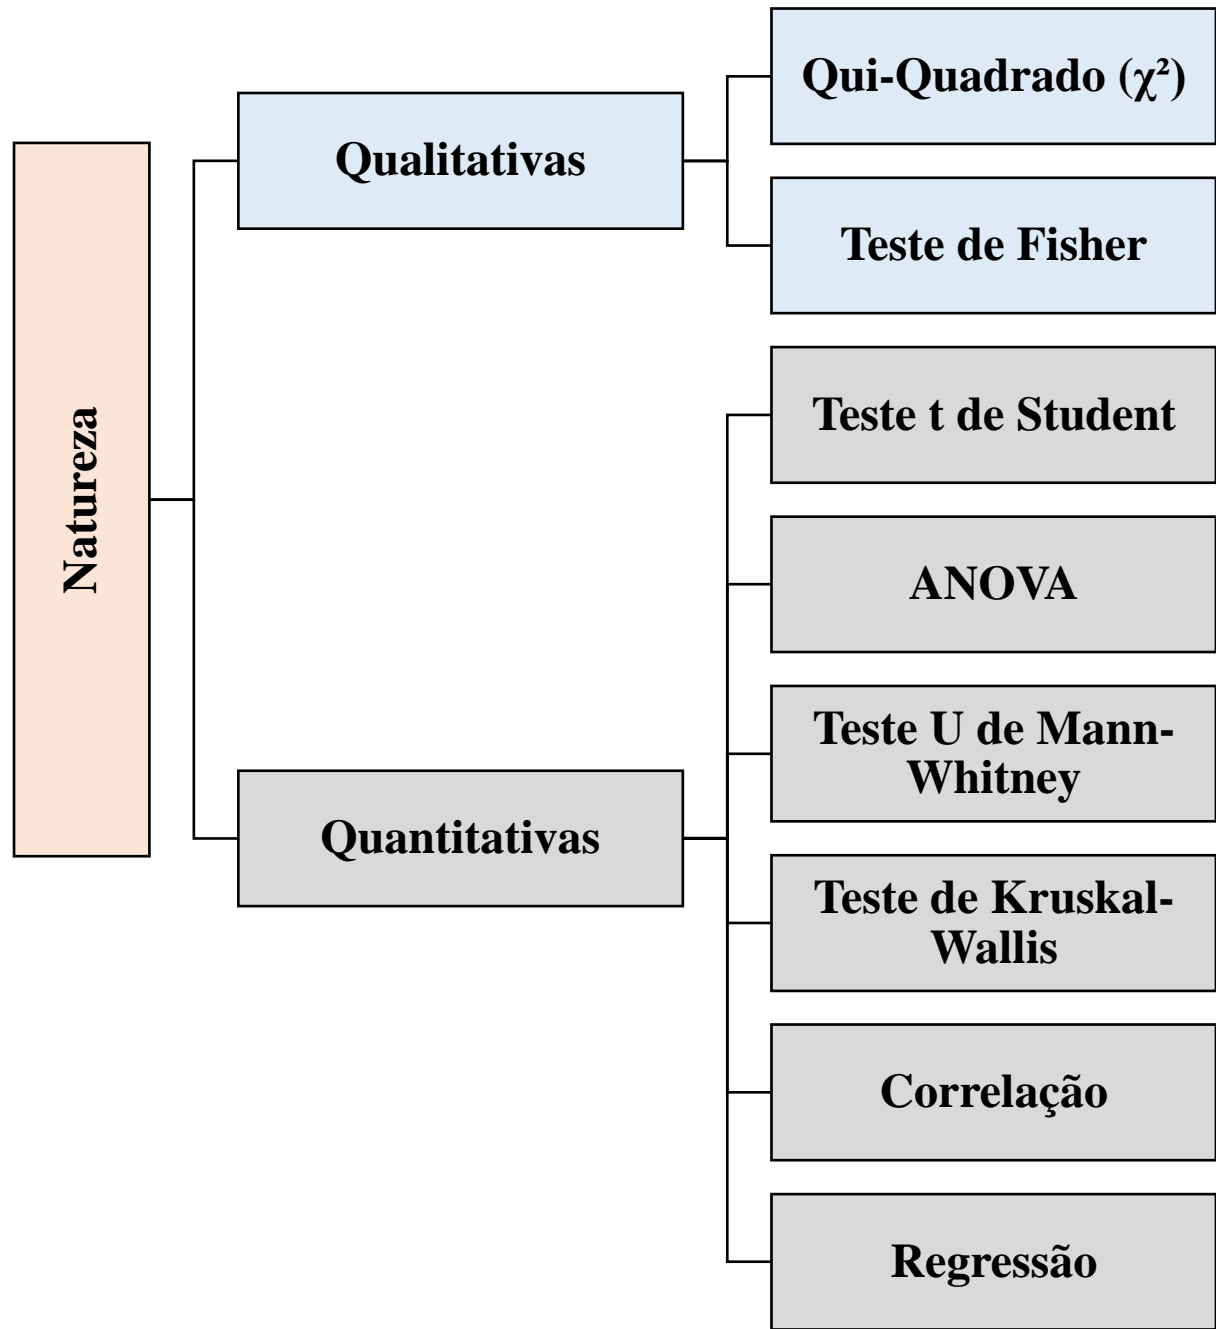 Natureza
Qualitativas
Qui-Quadrado (χ²)
Teste de Fisher
Quantitativas
Teste t de Student
ANOVA
Teste U de Mann-
Whitney
Teste de Kruskal-
Wallis
Correlação
Regressão